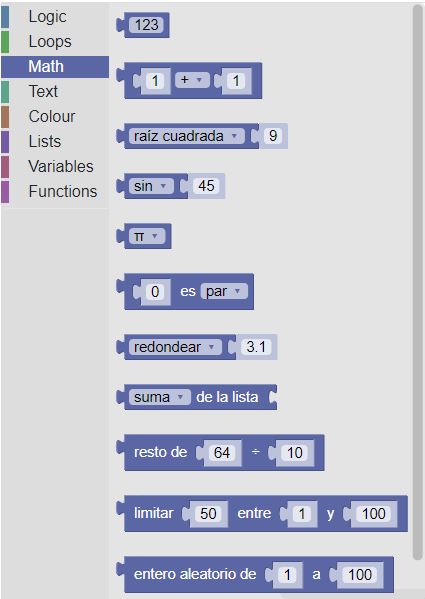 Logic
Loops
Math
Text
Colour
Lists
Variables
Functions
123
1 + 1
raíz cuadrada 9
sin 45
π
0 es par
redondear 3.1
suma de la lista
resto de 64 ÷ 10
limitar 50 entre 1 y 100
entero aleatorio de 1 a 100